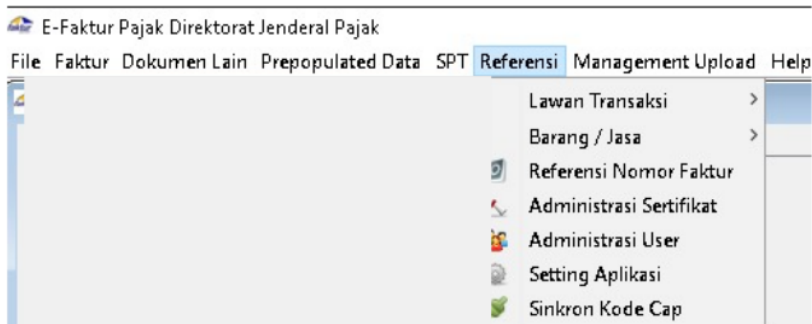 E-Faktur Pajak Direktorat Jenderal Pajak
File Faktur Dokumen Lain Prepopulated Data SPT Referensi Management Upload Help
Lawan Transaksi >
Barang / Jasa >
Referensi Nomor Faktur
Administrasi Sertifikat
Administrasi User
Setting Aplikasi
Sinkron Kode Cap